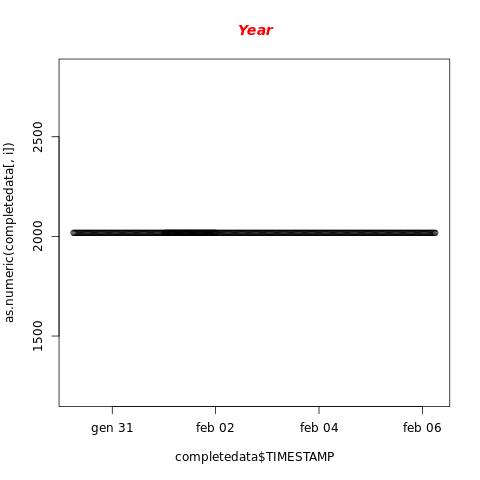 Year
as.numeric(completedata[, i])
2500
2000
1500
gen 31
feb 02
feb 04
feb 06
completedata$TIMESTAMP